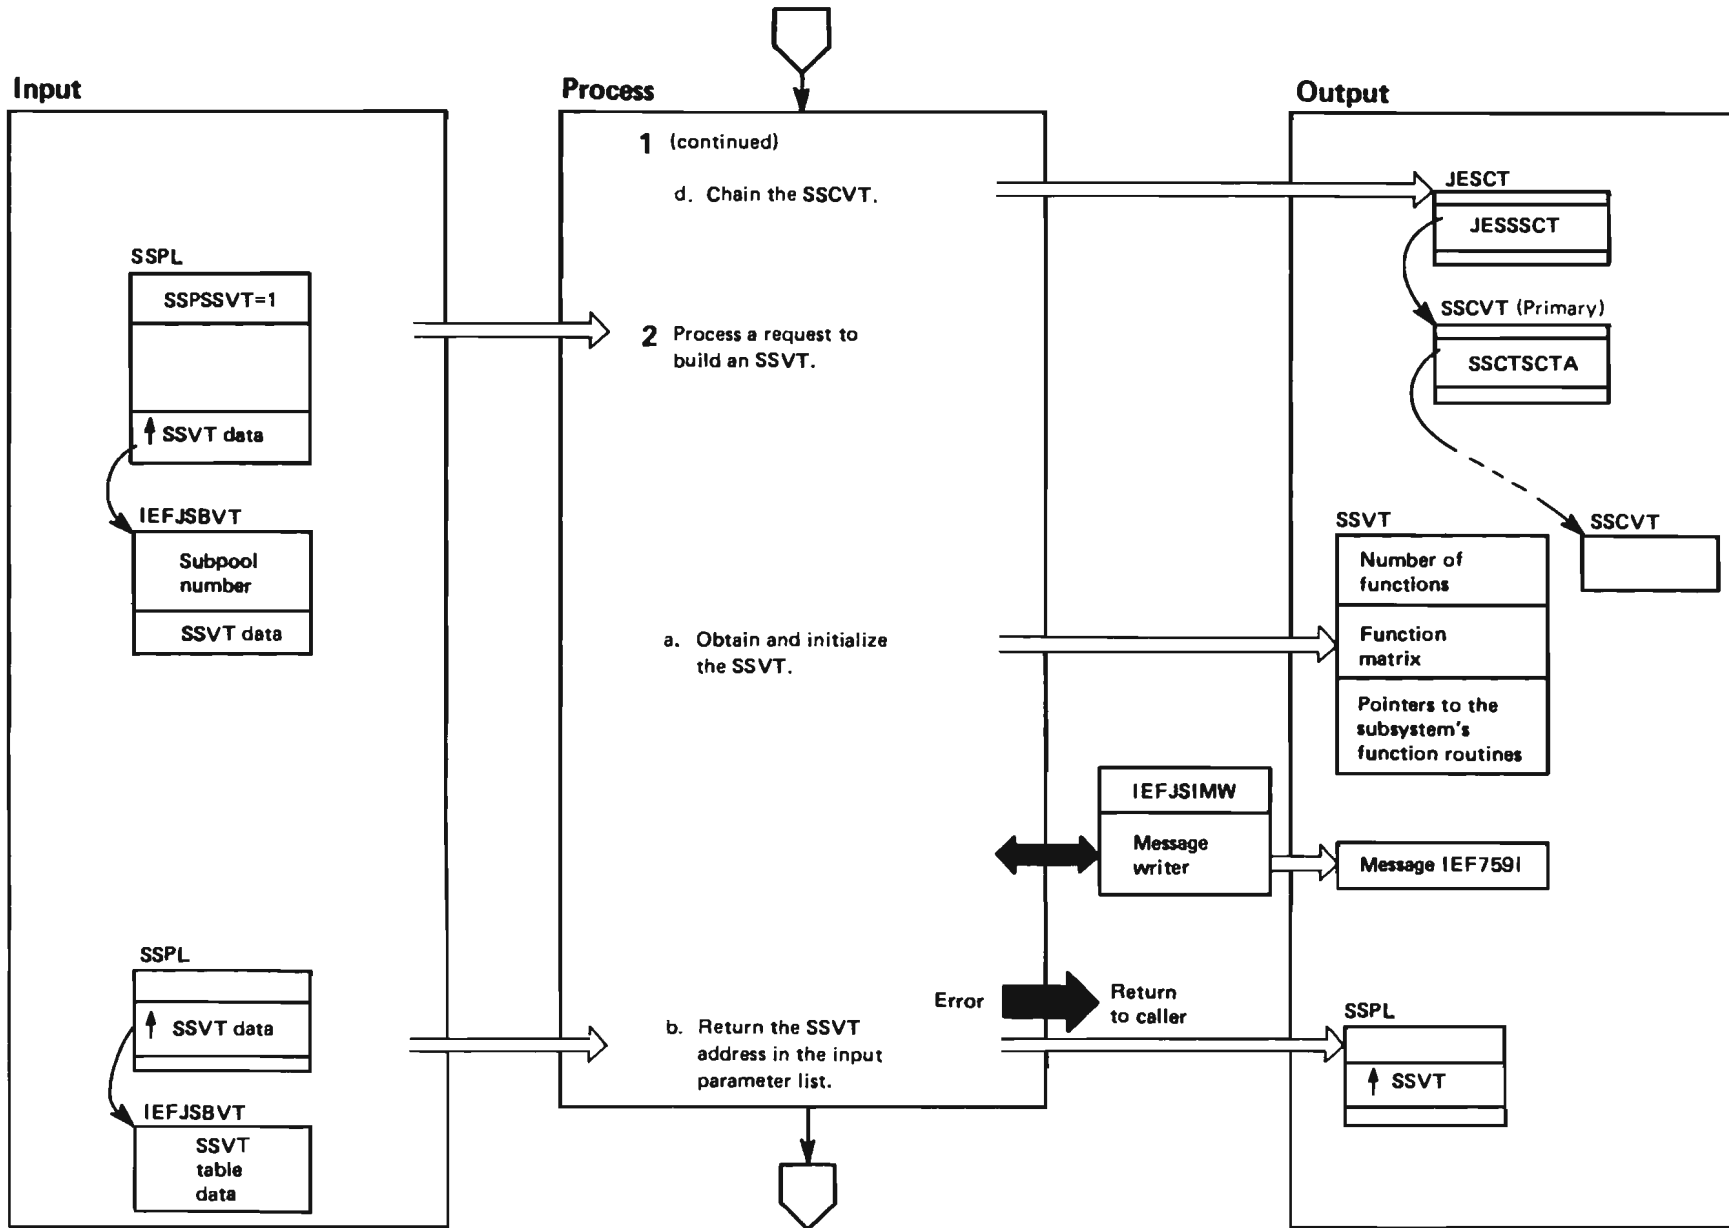 Input
SSPL
SSPSSVT=1
SSVT data
IEFJSBVT
Subpool
number
SSVT data
SSPL
SSVT data
IEFJSBVT
SSVT
table
data
Process
1 (continued)
d. Chain the SSCVT.
2 Process a request to
build an SSVT.
a. Obtain and initialize
the SSVT.
IEFJSIMW
Message
writer
Error
Return
to caller
b. Return the SSVT
address in the input
parameter list.
Output
JESCT
JESSSCT
SSCVT (Primary)
SSCTSCTA
SSVT
Number of
functions
Function
matrix
Pointers to the
subsystem's
function routines
SSCVT
Message IEF759I
SSPL
SSVT